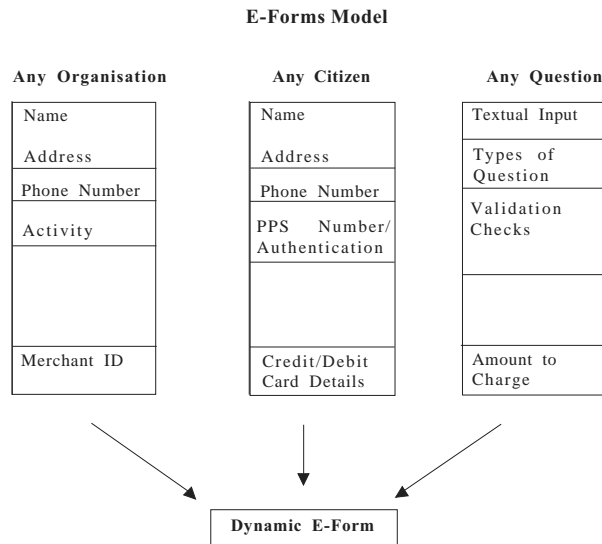 E-Forms Model
Any Organisation
Name
Address
Phone Number
Activity
Merchant ID
Any Citizen
Name
Address
Phone Number
PPS Number/
Authentication
Credit/Debit
Card Details
Any Question
Textual Input
Types of
Question
Validation
Checks
Amount to
Charge
Dynamic E-Form